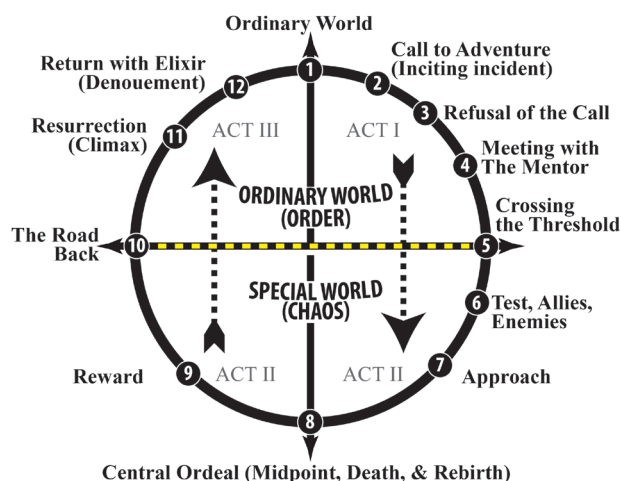 Ordinary World
1
Call to Adventure
(Inciting incident)
2
3
Refusal of the Call
4
Meeting with
The Mentor
Crossing
the Threshold
5
6
Test, Allies,
Enemies
7
Approach
8
Central Ordeal (Midpoint, Death, & Rebirth)
9
Reward
10
The Road
Back
11
Resurrection
(Climax)
12
Return with Elixir
(Denouement)
ACT III
ACT I
ORDINARY WORLD
(ORDER)
SPECIAL WORLD
(CHAOS)
ACT II
ACT II